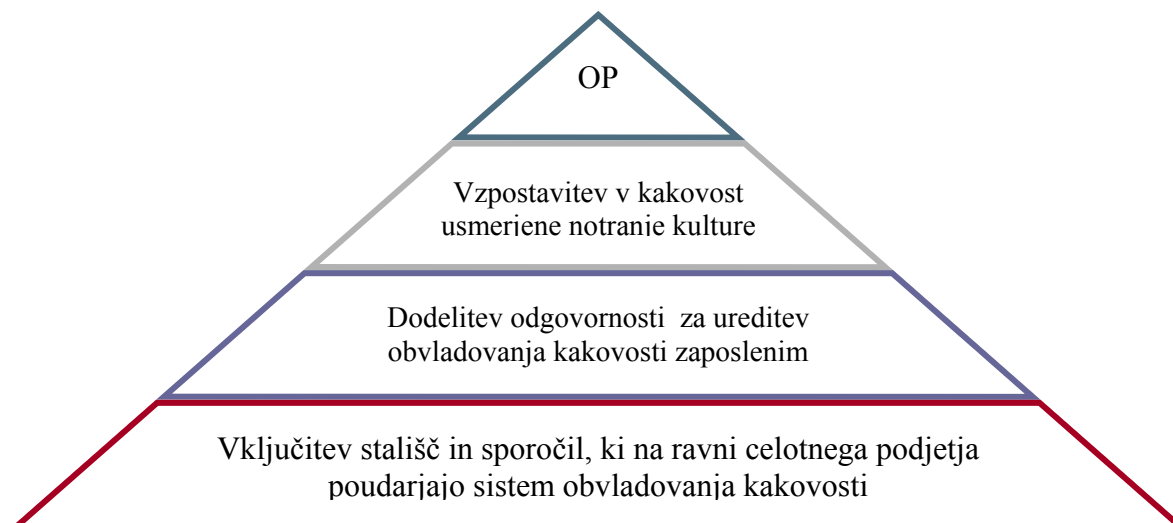 OP
Vzpostavitev v kakovost
usmerjene notranje kulture
Dodelitev odgovornosti za ureditev
obvladovanja kakovosti zaposlenim
Vključitev stališč in sporočil, ki na ravni celotnega podjetja
poudarjajo sistem obvladovanja kakovosti